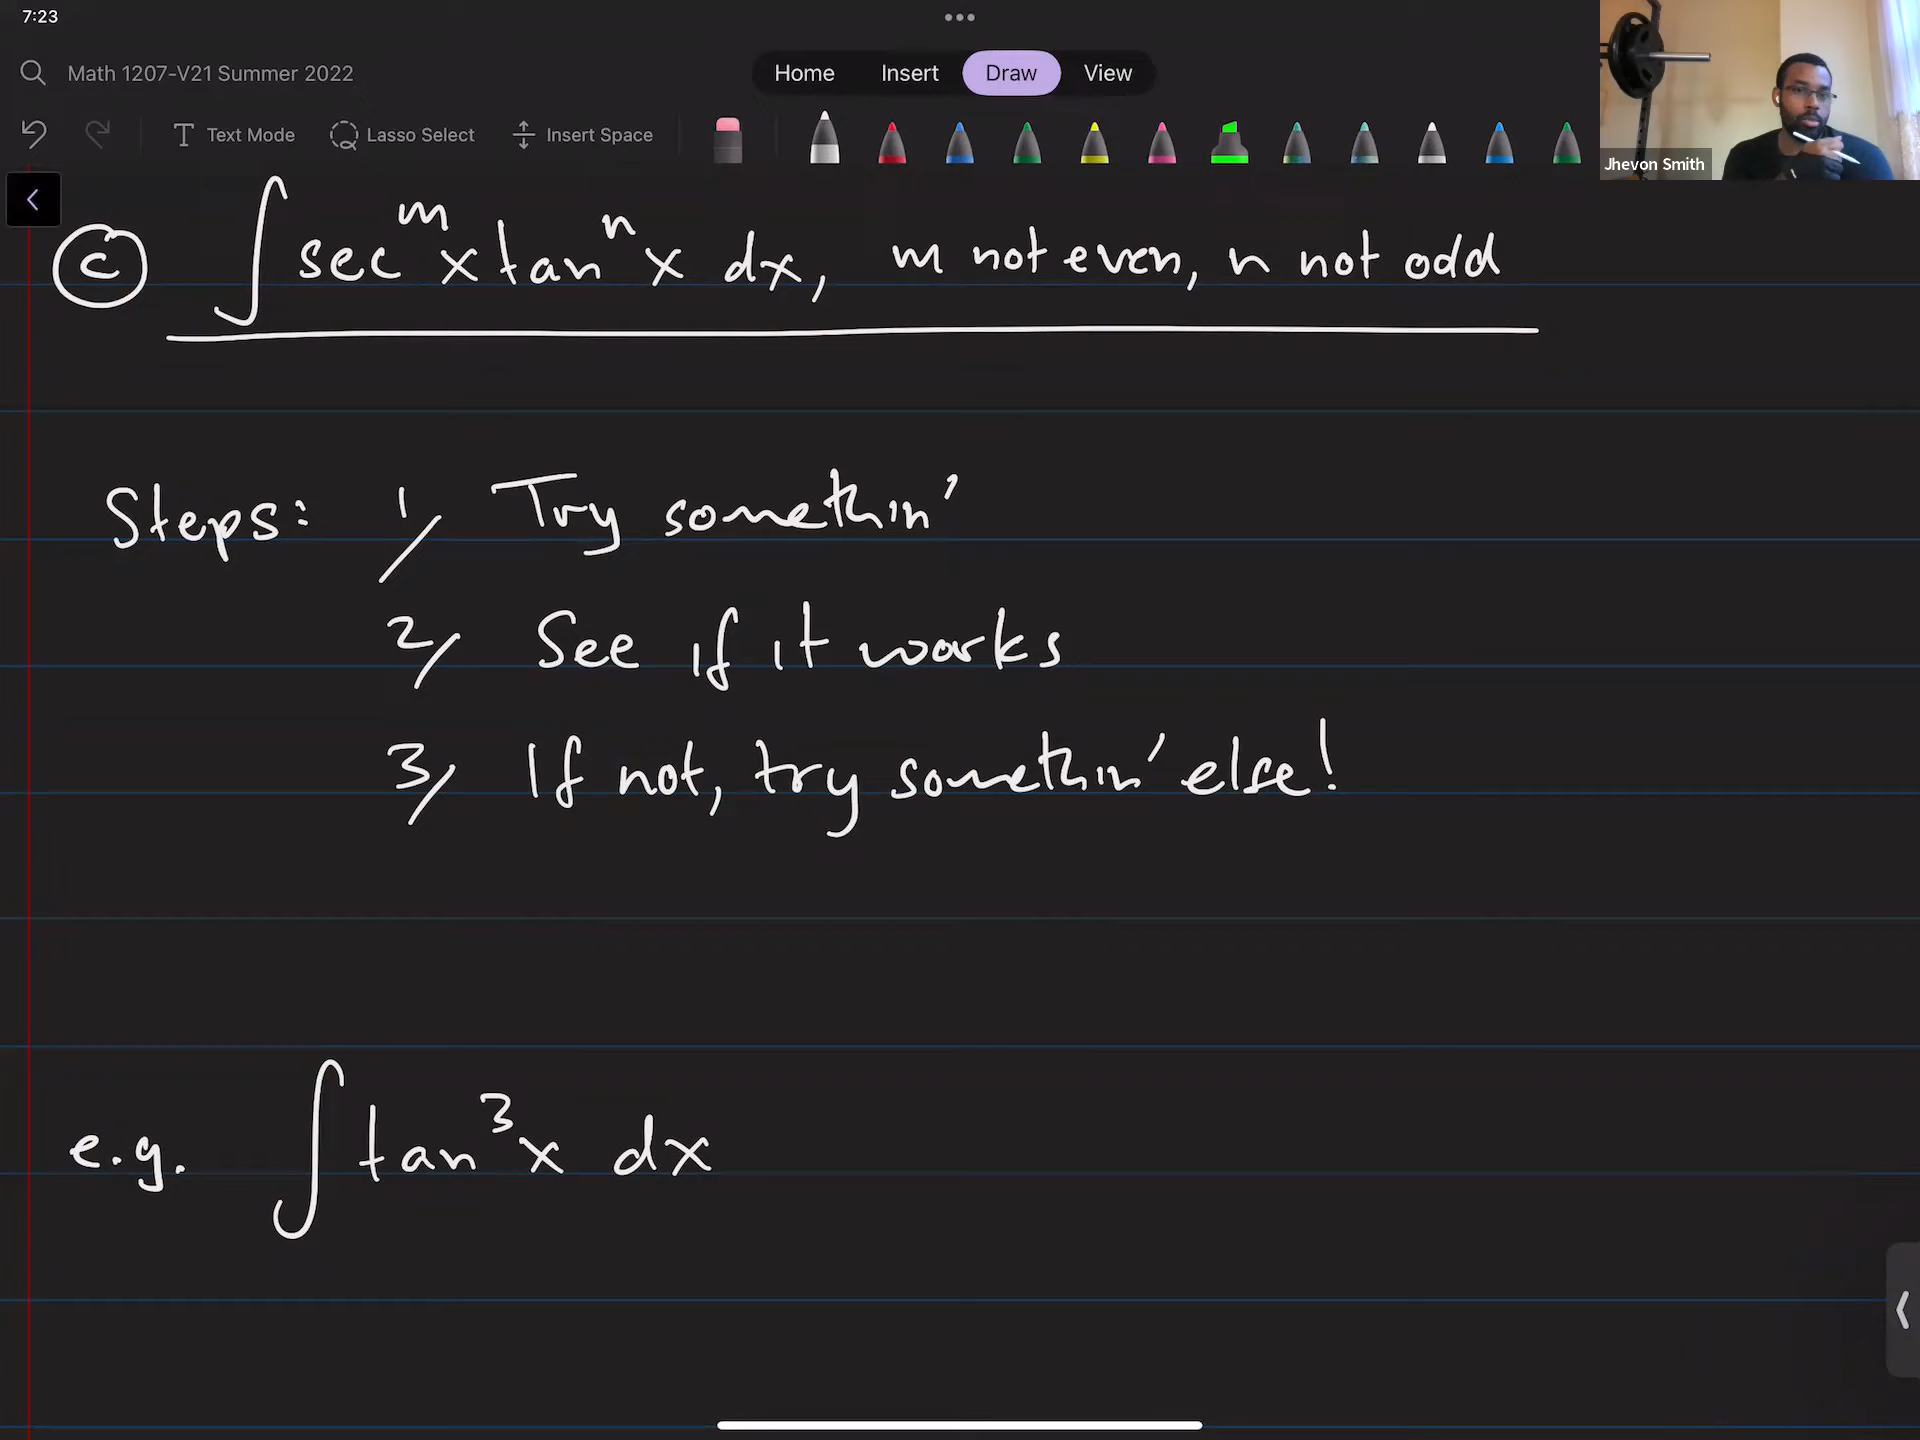 7:23
Math 1207-V21 Summer 2022
Home Insert Draw View
Text Mode Lasso Select Insert Space
Jhevon Smith
c ∫ sec^m x tan^n x dx, m not even, n not odd
Steps: 1/ Try somethin'
2/ See if it works
3/ If not, try somethin' else!
e.g. ∫ tan^3 x dx